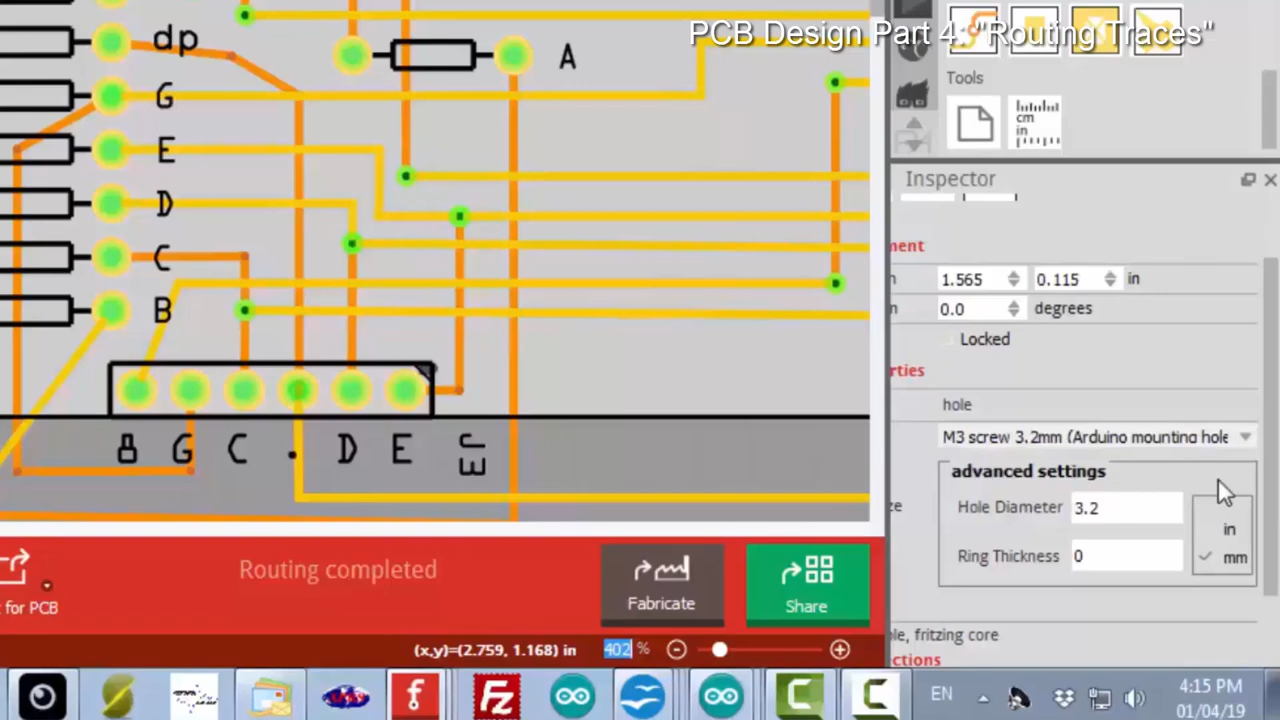 PCB Design Part 4: "Routing Traces"
dp
A
G
E
D
C
B
B G C . D E
Tools
cm
in
Inspector
ment
1.565 0.115 in
0.0 degrees
Locked
rties
hole
M3 screw 3.2mm (Arduino mounting hole
advanced settings
Hole Diameter 3.2
in
Ring Thickness 0
mm
ze
le, fritzing core
ctions
for PCB
Routing completed
Fabricate
Share
(x,y)=(2.759, 1.168) in 402 %
EN
4:15 PM
01/04/19